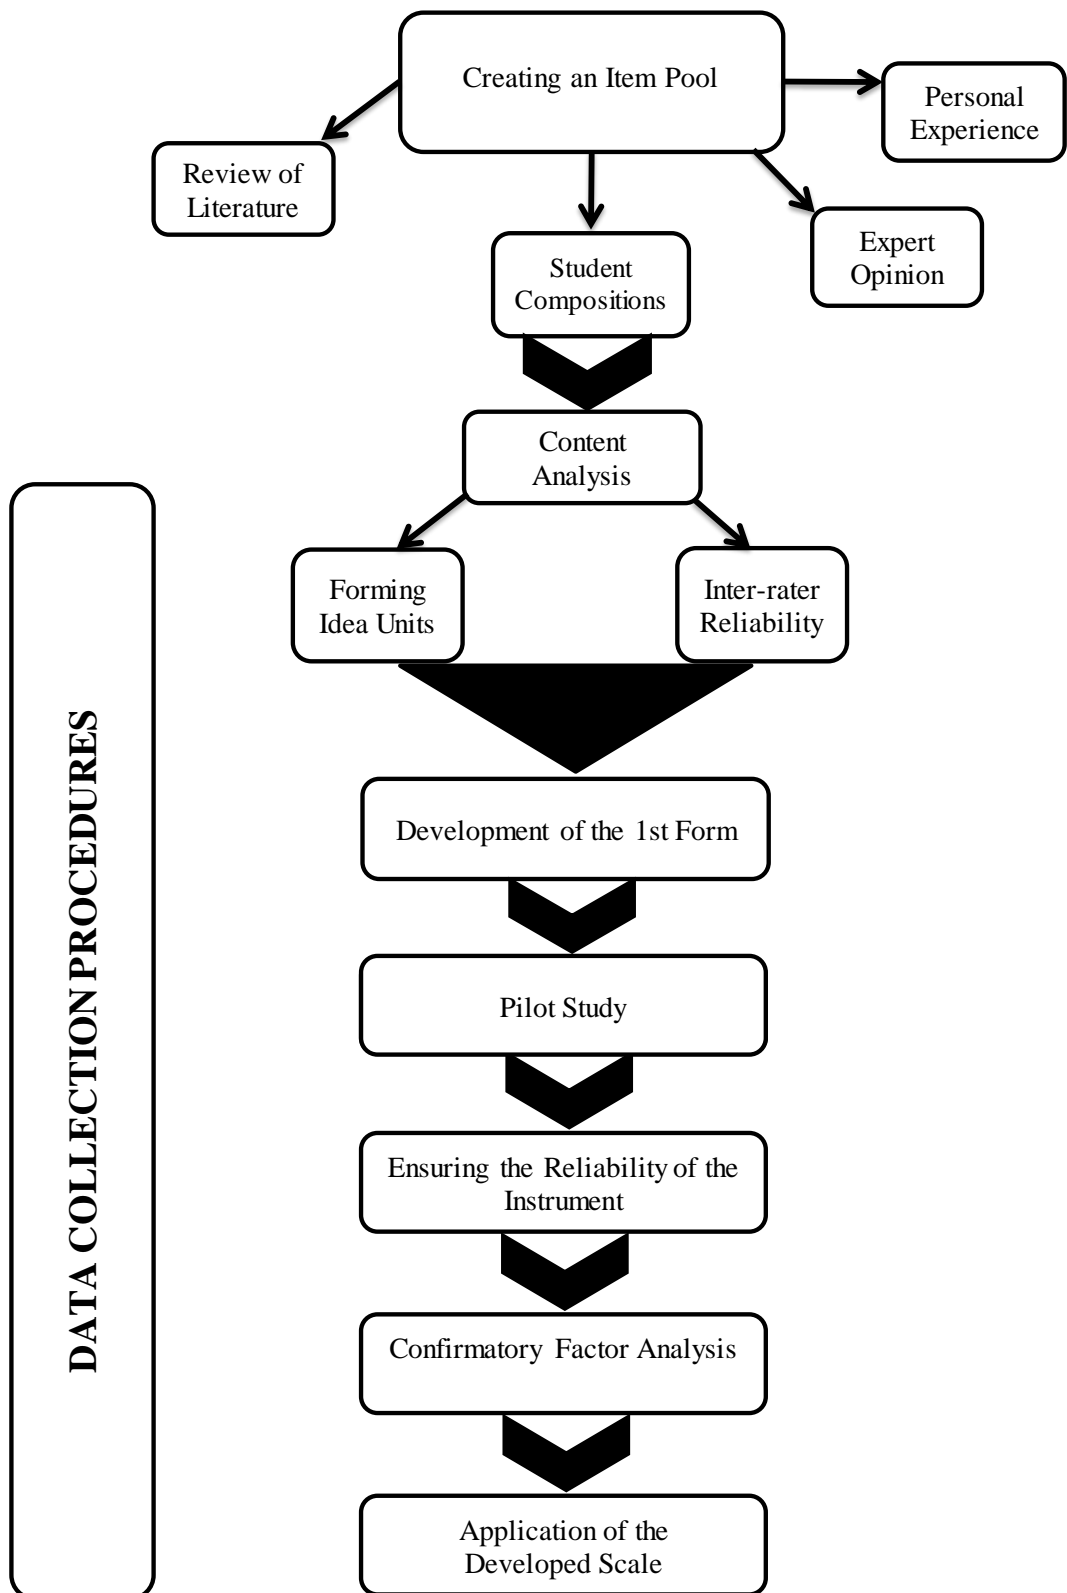 Creating an Item Pool
Personal
Experience
Review of
Literature
Expert
Opinion
Student
Compositions
Content
Analysis
Forming
Idea Units
Inter-rater
Reliability
DATA COLLECTION PROCEDURES
Development of the 1st Form
Pilot Study
Ensuring the Reliability of the
Instrument
Confirmatory Factor Analysis
Application of the
Developed Scale